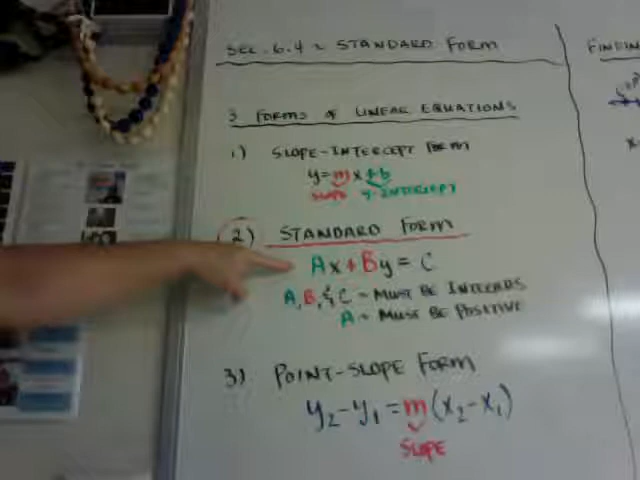 SEC. 6.4 ~ STANDARD FORM
3 FORMS of LINEAR EQUATIONS
1) SLOPE-INTERCEPT FORM
y=mx+b
SLOPE y-INTERCEPT
2) STANDARD FORM
Ax+By=C
A, B, & C - MUST BE INTEGERS
A - MUST BE POSITIVE
3) POINT-SLOPE FORM
y₂-y₁=m(x₂-x₁)
SLOPE